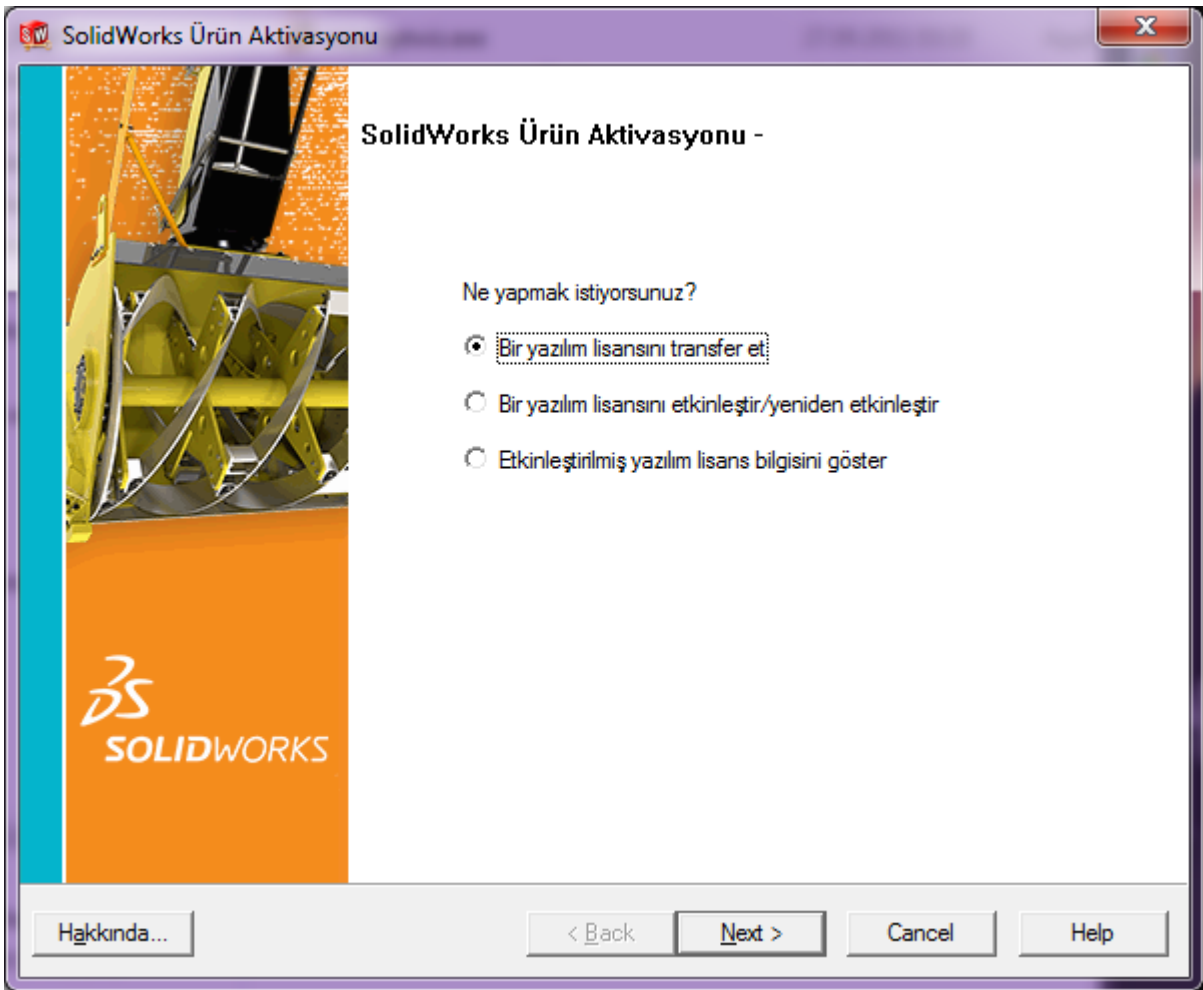 SolidWorks Ürün Aktivasyonu
SolidWorks Ürün Aktivasyonu -
Ne yapmak istiyorsunuz?
Bir yazılım lisansını transfer et
Bir yazılım lisansını etkinleştir/yeniden etkinleştir
Etkinleştirilmiş yazılım lisans bilgisini göster
SOLIDWORKS
Hakkında...
< Back
Next >
Cancel
Help